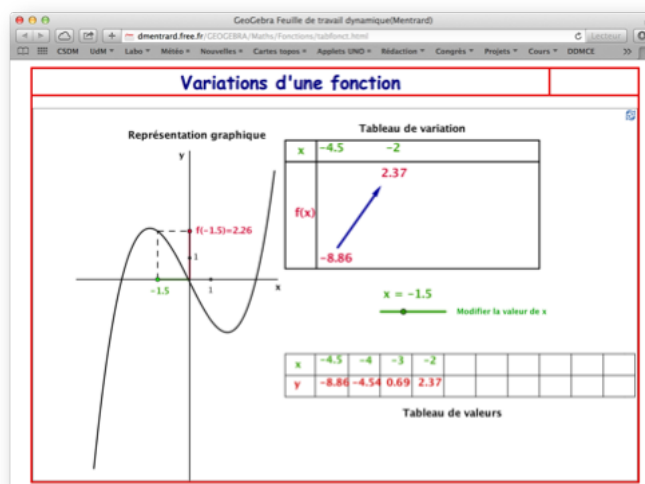 GeoGebra Feuille de travail dynamique(Mentrard)
dmentrard.free.fr/GEOGEBRA/Maths/Fonctions/tabfonct.html
Lecteur
CSDM UdM Labo Météo Nouvelles Cartes topos Applets UNO Rédaction Congrès Projets Cours DDMCE >>
Variations d'une fonction
Représentation graphique
y
f(-1.5)=2.26
1
-1.5
1
x
Tableau de variation
x -4.5 -2
2.37
f(x)
-8.86
x = -1.5
Modifier la valeur de x
x -4.5 -4 -3 -2
y -8.86 -4.54 0.69 2.37
Tableau de valeurs